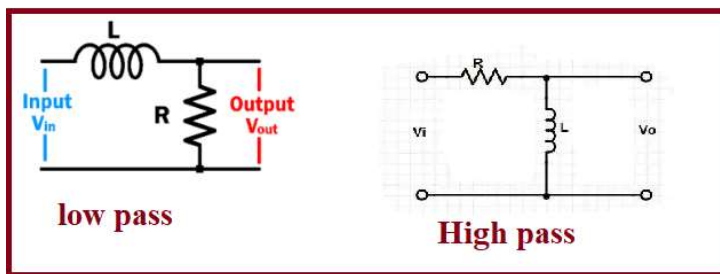 L
Input
Vin
R
Output
Vout
low pass
R
Vi
L
Vo
High pass